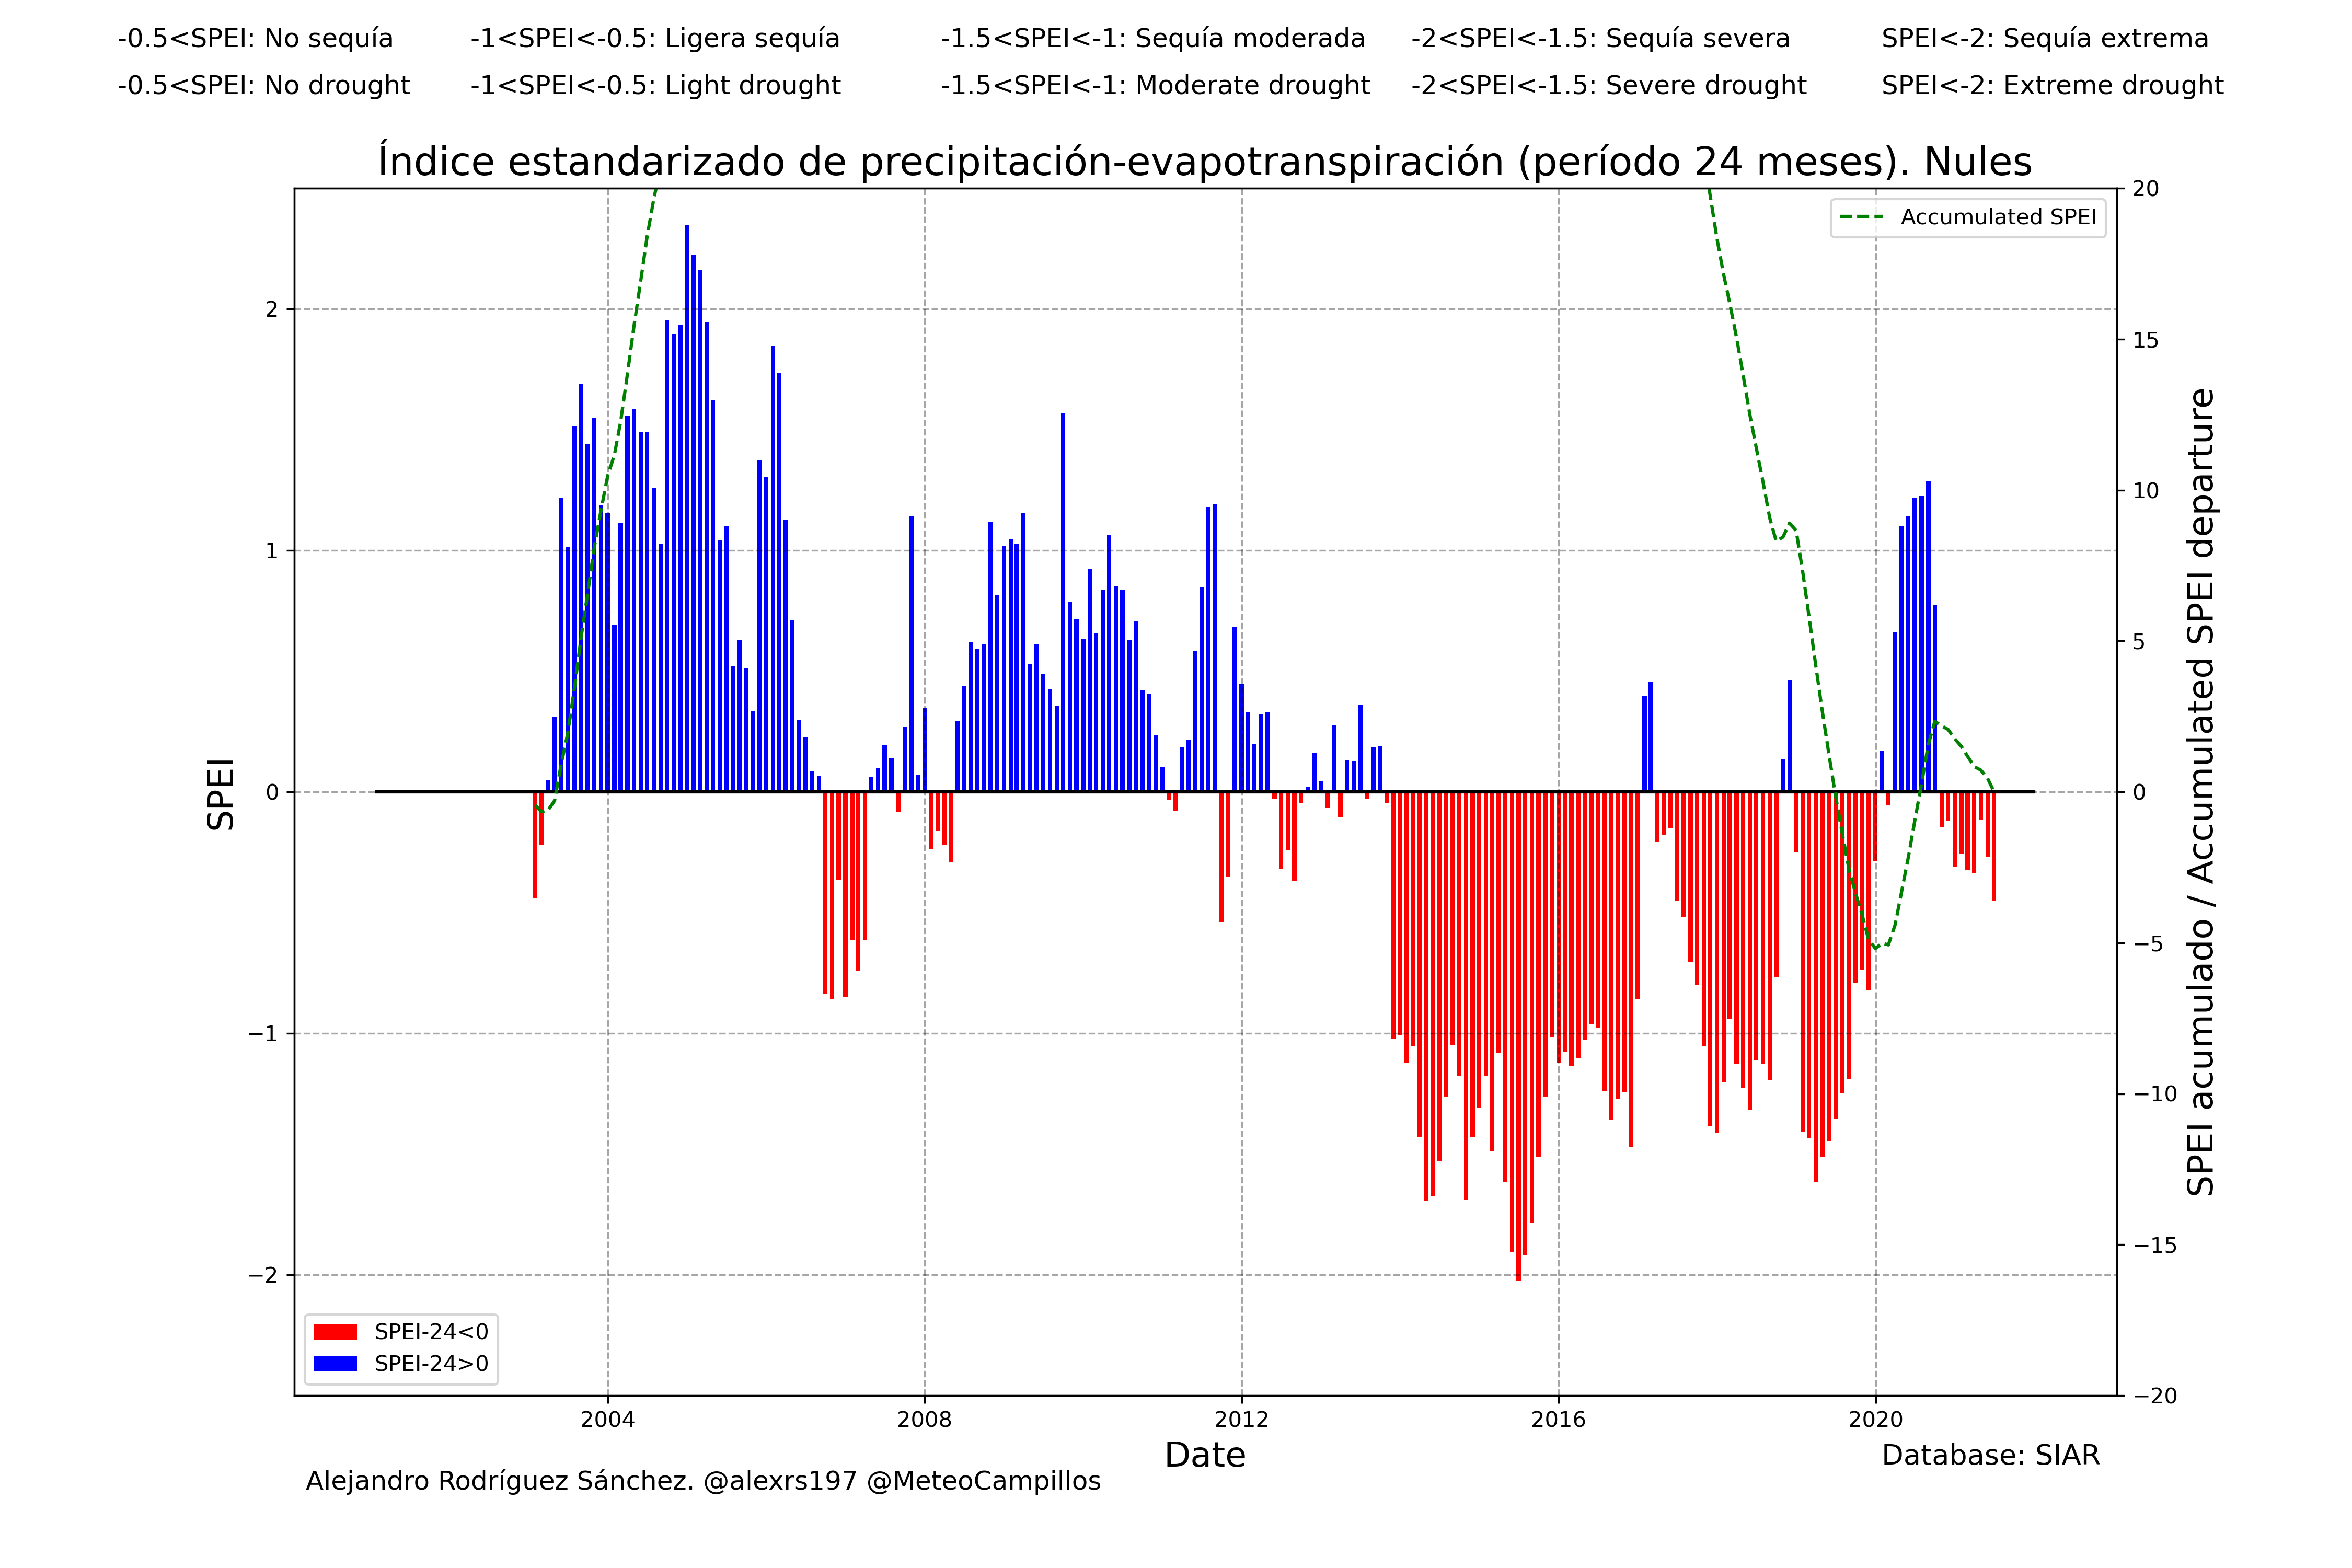 -0.5<SPEI: No sequía -1<SPEI<-0.5: Ligera sequía -1.5<SPEI<-1: Sequía moderada -2<SPEI<-1.5: Sequía severa SPEI<-2: Sequía extrema
-0.5<SPEI: No drought -1<SPEI<-0.5: Light drought -1.5<SPEI<-1: Moderate drought -2<SPEI<-1.5: Severe drought SPEI<-2: Extreme drought
Índice estandarizado de precipitación-evapotranspiración (período 24 meses). Nules
Accumulated SPEI
SPEI
2
1
0
−1
−2
20
15
10
5
0
−5
−10
−15
−20
SPEI acumulado / Accumulated SPEI departure
SPEI-24<0
SPEI-24>0
2004 2008 2012 2016 2020
Date
Database: SIAR
Alejandro Rodríguez Sánchez. @alexrs197 @MeteoCampillos